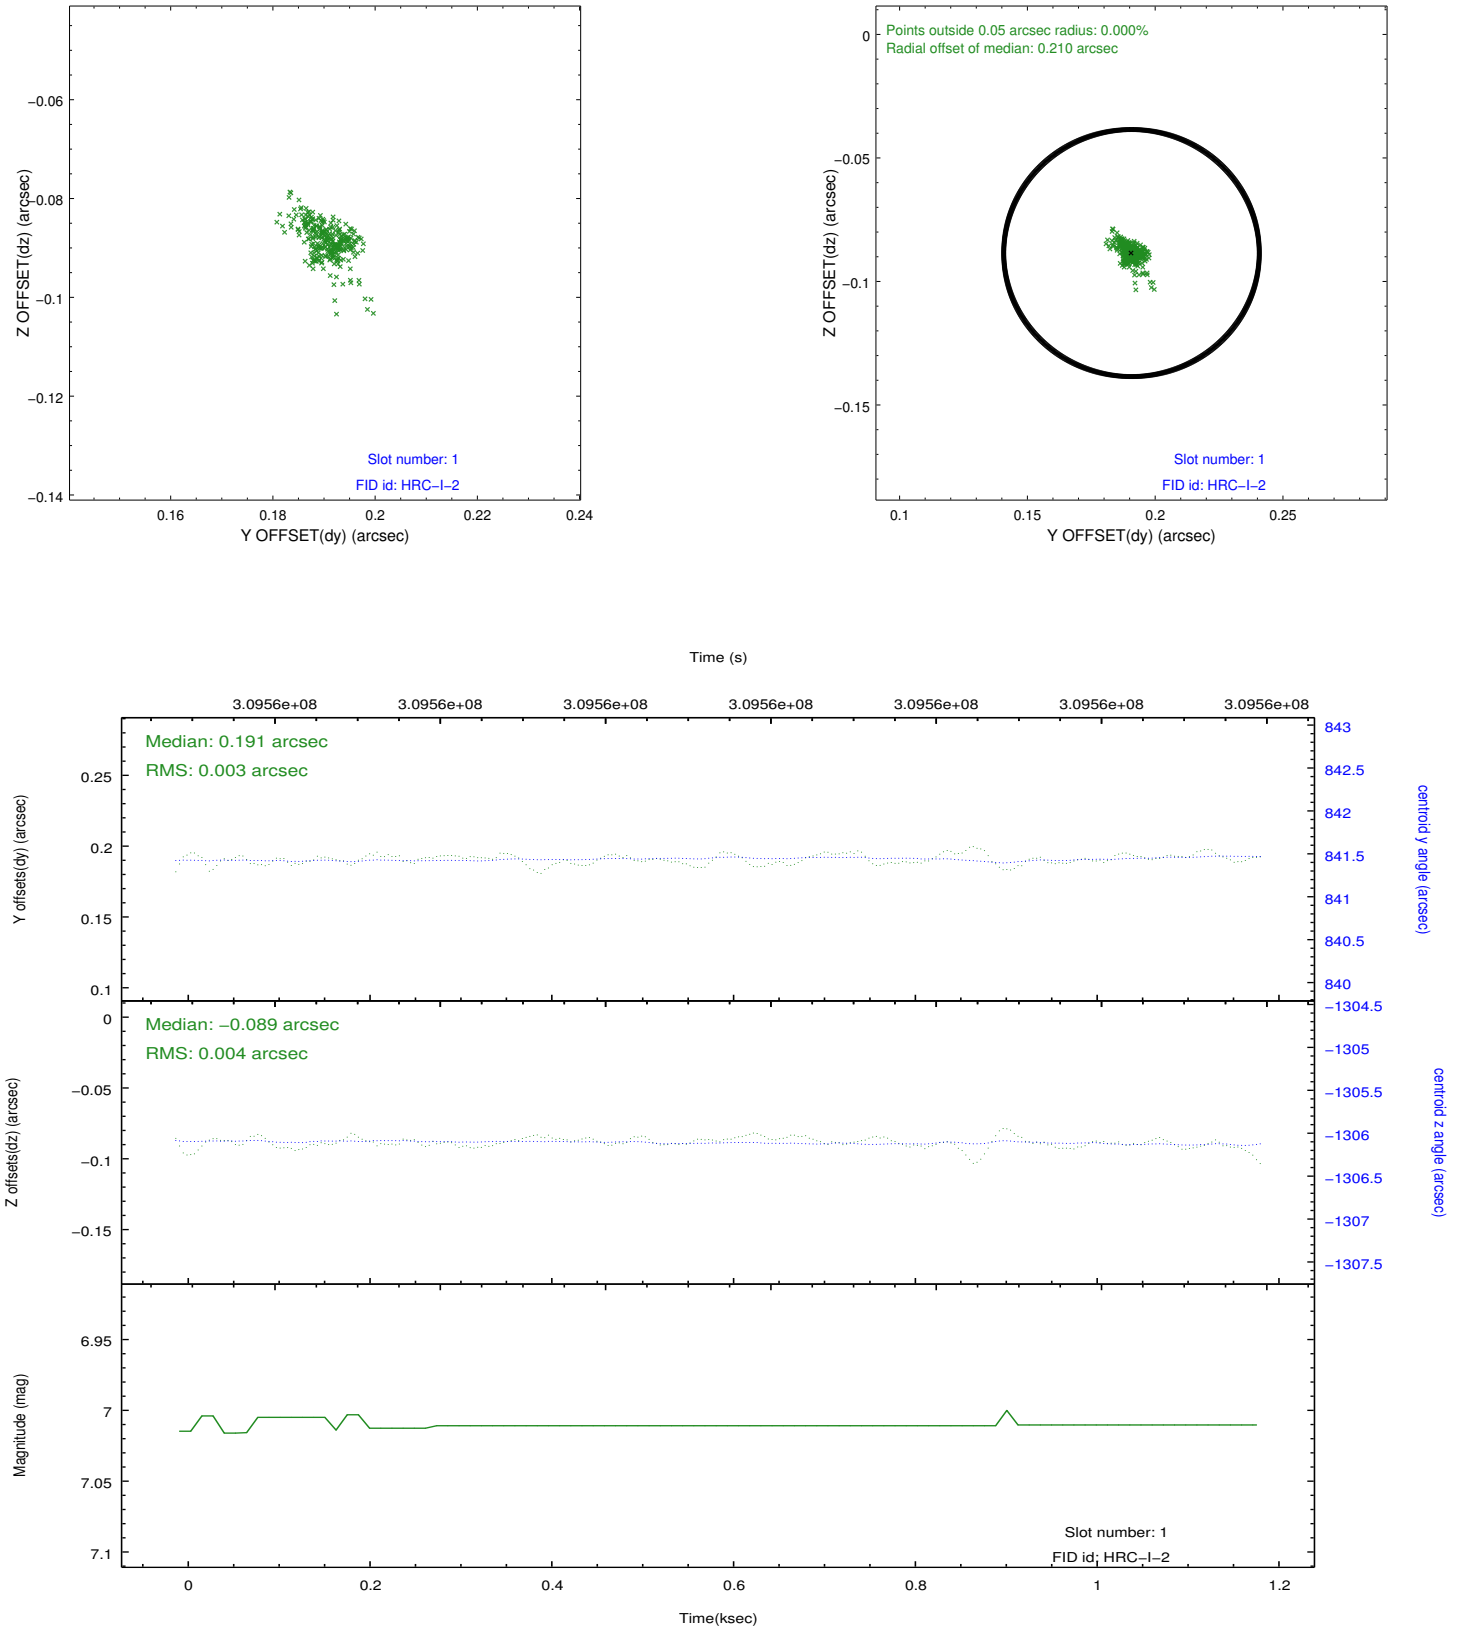 −0.06
−0.08
−0.1
−0.12
−0.14
Z OFFSET(dz) (arcsec)
Slot number: 1
FID id: HRC−I−2
0.16 0.18 0.2 0.22 0.24
Y OFFSET(dy) (arcsec)
Points outside 0.05 arcsec radius: 0.000%
Radial offset of median: 0.210 arcsec
0
−0.05
−0.1
−0.15
Z OFFSET(dz) (arcsec)
Slot number: 1
FID id: HRC−I−2
0.1 0.15 0.2 0.25
Y OFFSET(dy) (arcsec)
Time (s)
3.0956e+08 3.0956e+08 3.0956e+08 3.0956e+08 3.0956e+08 3.0956e+08 3.0956e+08
Median: 0.191 arcsec
RMS: 0.003 arcsec
0.25
0.2
0.15
0.1
Y offsets(dy) (arcsec)
843
842.5
842
841.5
841
840.5
840
centroid y angle (arcsec)
Median: −0.089 arcsec
RMS: 0.004 arcsec
0
−0.05
−0.1
−0.15
Z offsets(dz) (arcsec)
−1304.5
−1305
−1305.5
−1306
−1306.5
−1307
−1307.5
centroid z angle (arcsec)
6.95
7
7.05
7.1
Magnitude (mag)
Slot number: 1
FID id: HRC−I−2
0 0.2 0.4 0.6 0.8 1 1.2
Time(ksec)